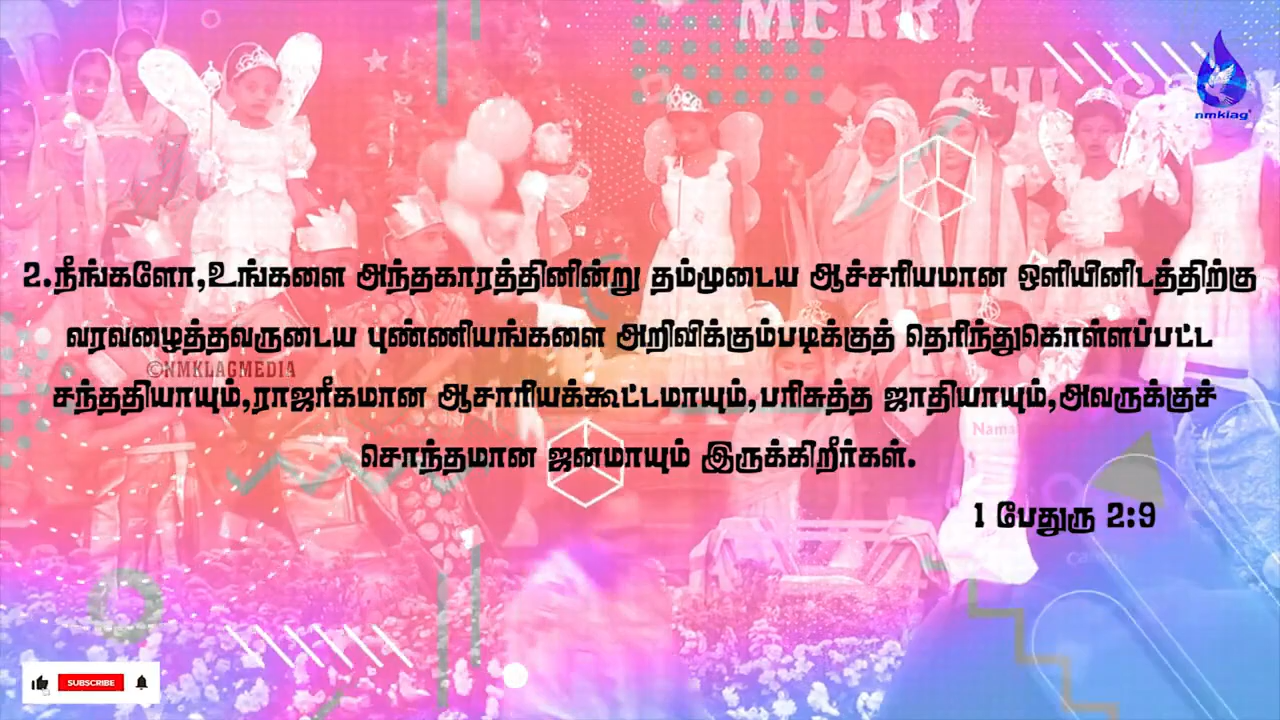 MERRY
nmklag
2.நீங்களோ,உங்களை அந்தகாரத்தினின்று தம்முடைய ஆச்சரியமான ஒளியினிடத்திற்கு
வரவழைத்தவருடைய புண்ணியங்களை அறிவிக்கும்படிக்குத் தெரிந்துகொள்ளப்பட்ட
©NMKLAGMEDIA
சந்ததியாயும்,ராஜரீகமான ஆசாரியக்கூட்டமாயும்,பரிசுத்த ஜாதியாயும்,அவருக்குச்
சொந்தமான ஜனமாயும் இருக்கிறீர்கள்.
1 பேதுரு 2:9
SUBSCRIBE